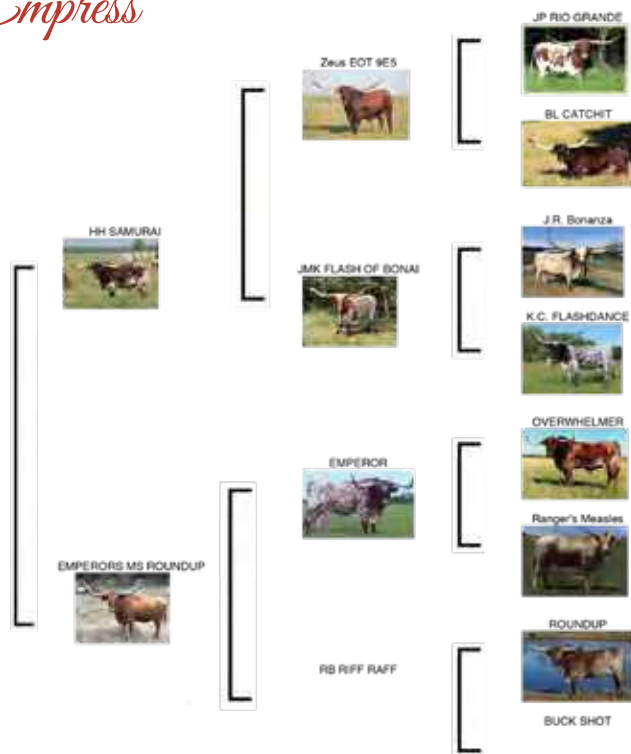 JP RIO GRANDE
Zeus EOT 9E5
BL CATCHIT
J.R. Bonanza
HH SAMURAI
JMK FLASH OF BONAI
K.C. FLASHDANCE
OVERWHELMER
EMPEROR
Ranger's Measles
EMPERORS MS ROUNDUP
ROUNDUP
RB RIFF RAFF
BUCK SHOT